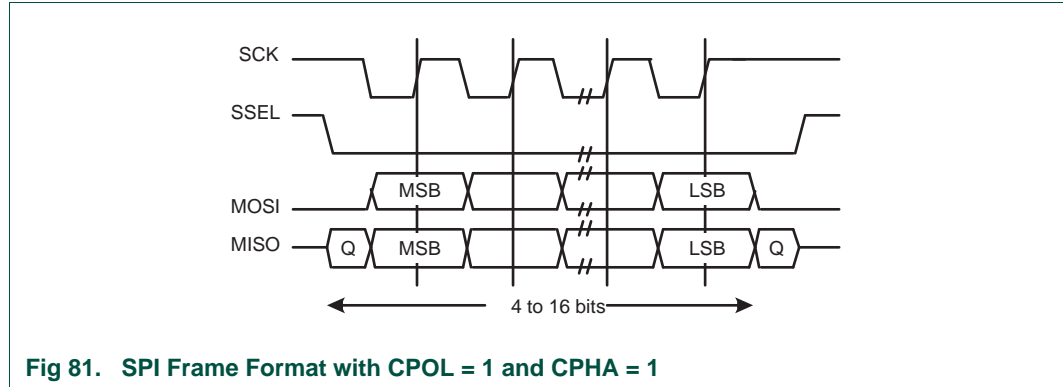 SCK
SSEL
MOSI MSB LSB
MISO Q MSB LSB Q
4 to 16 bits
Fig 81. SPI Frame Format with CPOL = 1 and CPHA = 1